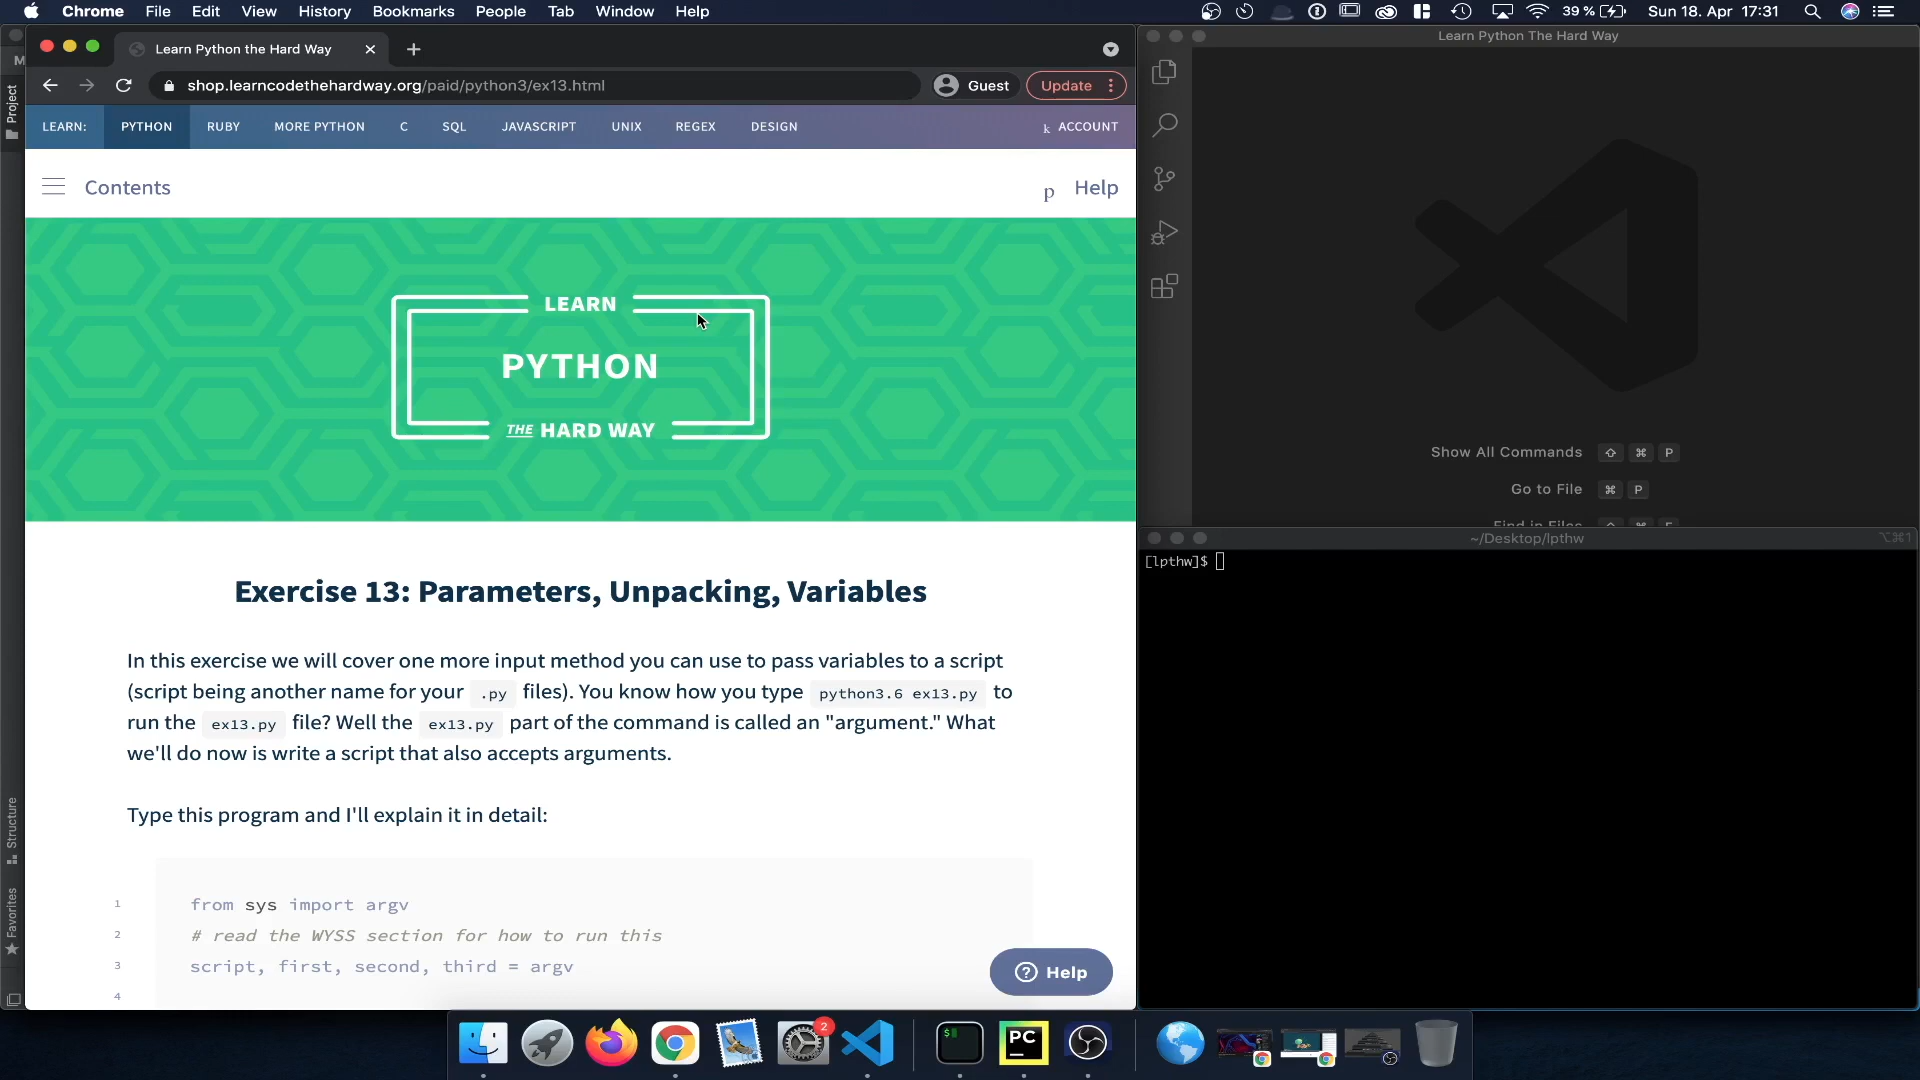 Chrome File Edit View History Bookmarks People Tab Window Help
39 % Sun 18. Apr 17:31
Learn Python the Hard Way
shop.learncodethehardway.org/paid/python3/ex13.html
Guest
Update
LEARN: PYTHON RUBY MORE PYTHON C SQL JAVASCRIPT UNIX REGEX DESIGN k ACCOUNT
Contents
p Help
LEARN
PYTHON
THE HARD WAY
Exercise 13: Parameters, Unpacking, Variables
In this exercise we will cover one more input method you can use to pass variables to a script
(script being another name for your .py files). You know how you type python3.6 ex13.py to
run the ex13.py file? Well the ex13.py part of the command is called an "argument." What
we'll do now is write a script that also accepts arguments.
Type this program and I'll explain it in detail:
1 from sys import argv
2 # read the WYSS section for how to run this
3 script, first, second, third = argv
4
? Help
Project
Structure
Favorites
Learn Python The Hard Way
Show All Commands ⇧ ⌘ P
Go to File ⌘ P
Find in Files ⇧ ⌘ F
~/Desktop/lpthw
⌥⌘1
[lpthw]$
2
$
PC